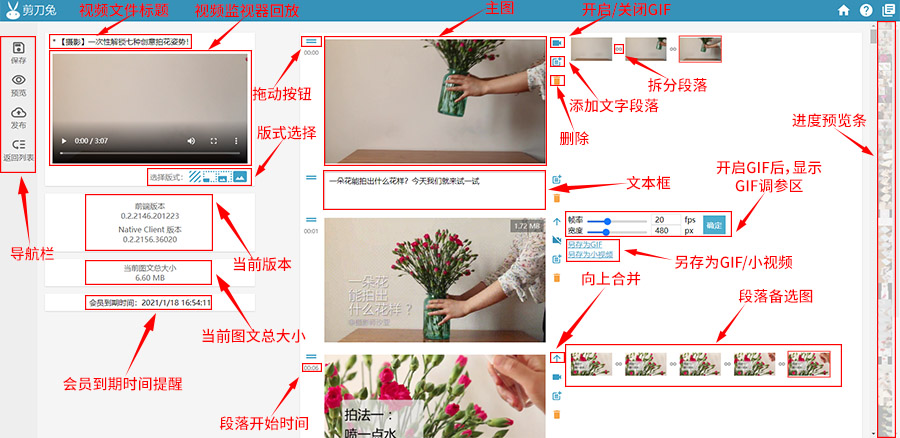 剪刀兔
视频文件标题
视频监视器回放
主图
开启/关闭GIF
保存
预览
发布
返回列表
导航栏
* 【摄影】一次性解锁七种创意拍花姿势!
0:00 / 3:07
选择版式:
版式选择
前端版本
0.2.2146.201223
Native Client 版本
0.2.2156.36020
当前版本
当前图文总大小
6.60 MB
当前图文总大小
会员到期时间: 2021/1/18 16:54:11
会员到期时间提醒
00:00
拖动按钮
一朵花能拍出什么花样? 今天我们就来试一试
文本框
00:01
1.72 MB
一朵花
能拍出
什么花样?
00:06
段落开始时间
拍法一:
喷一点水
拆分段落
添加文字段落
删除
进度预览条
开启GIF后,显示
GIF调参区
帧率 20 fps
宽度 480 px
确定
另存为GIF
另存为小视频
另存为GIF/小视频
向上合并
段落备选图